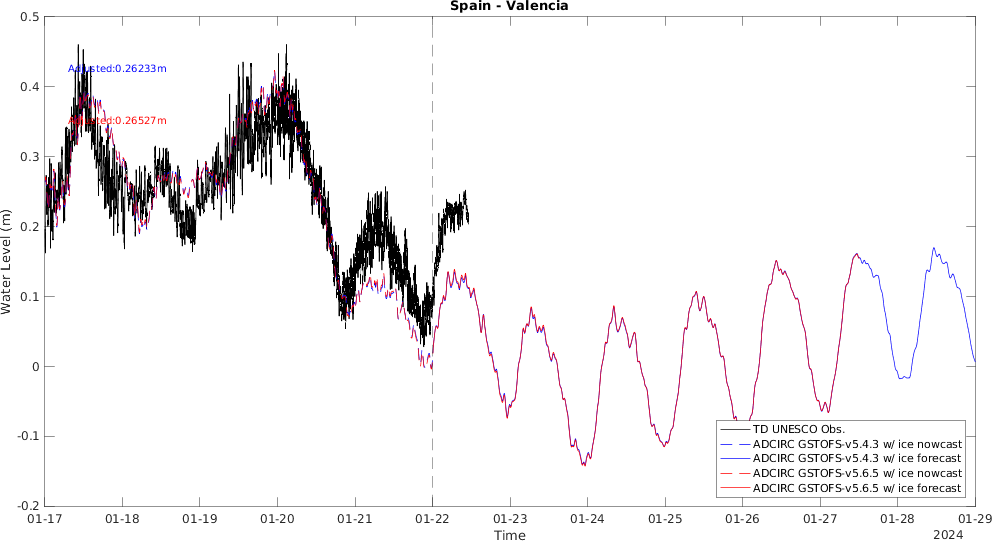 Spain - Valencia
0.5
0.4
0.3
0.2
0.1
0
-0.1
-0.2
Water Level (m)
Adjusted:0.26233m
Adjusted:0.26527m
TD UNESCO Obs.
ADCIRC GSTOFS-v5.4.3 w/ ice nowcast
ADCIRC GSTOFS-v5.4.3 w/ ice forecast
ADCIRC GSTOFS-v5.6.5 w/ ice nowcast
ADCIRC GSTOFS-v5.6.5 w/ ice forecast
01-17 01-18 01-19 01-20 01-21 01-22 01-23 01-24 01-25 01-26 01-27 01-28 01-29
Time
2024